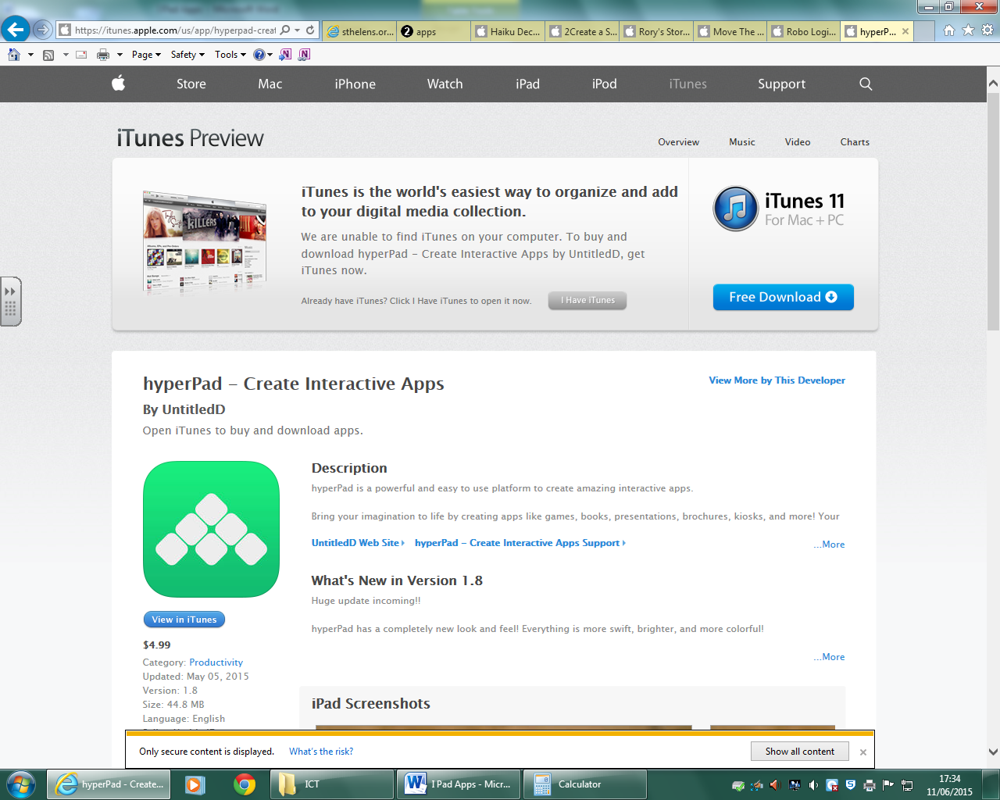 https://itunes.apple.com/us/app/hyperpad-creat
sthelens.or...
apps
Haiku Dec...
2Create a S...
Rory's Stor...
Move The ...
Robo Logi...
hyperP...
Page
Safety
Tools
Store
Mac
iPhone
Watch
iPad
iPod
iTunes
Support
iTunes Preview
Overview
Music
Video
Charts
iTunes is the world's easiest way to organize and add
to your digital media collection.
We are unable to find iTunes on your computer. To buy and
download hyperPad - Create Interactive Apps by UntitledD, get
iTunes now.
Already have iTunes? Click I Have iTunes to open it now.
I Have iTunes
KILLERS
iTunes 11
For Mac + PC
Free Download
hyperPad - Create Interactive Apps
View More by This Developer
By UntitledD
Open iTunes to buy and download apps.
Description
hyperPad is a powerful and easy to use platform to create amazing interactive apps.
Bring your imagination to life by creating apps like games, books, presentations, brochures, kiosks, and more! Your
UntitledD Web Site
hyperPad - Create Interactive Apps Support
...More
What's New in Version 1.8
Huge update incoming!!
hyperPad has a completely new look and feel! Everything is more swift, brighter, and more colorful!
...More
View in iTunes
$4.99
Category: Productivity
Updated: May 05, 2015
Version: 1.8
Size: 44.8 MB
Language: English
iPad Screenshots
Only secure content is displayed.
What's the risk?
Show all content
hyperPad - Create...
ICT
I Pad Apps - Micr...
Calculator
17:34
11/06/2015